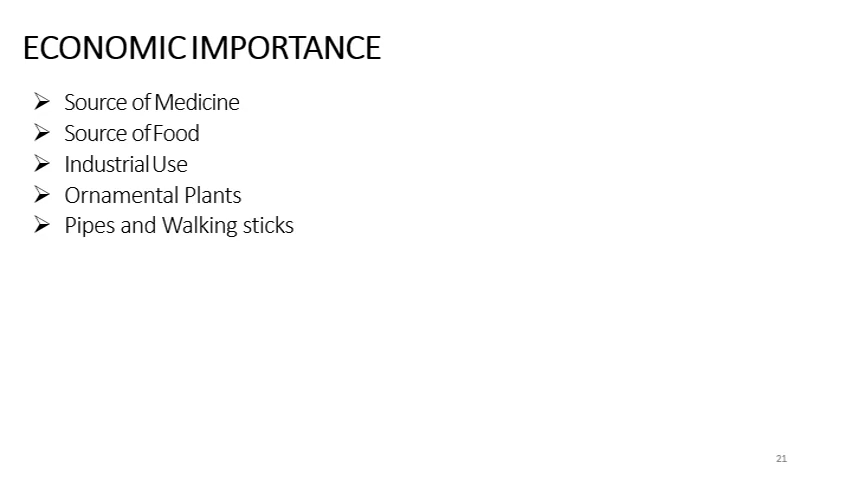 ECONOMIC IMPORTANCE
➢ Source of Medicine
➢ Source of Food
➢ Industrial Use
➢ Ornamental Plants
➢ Pipes and Walking sticks
21